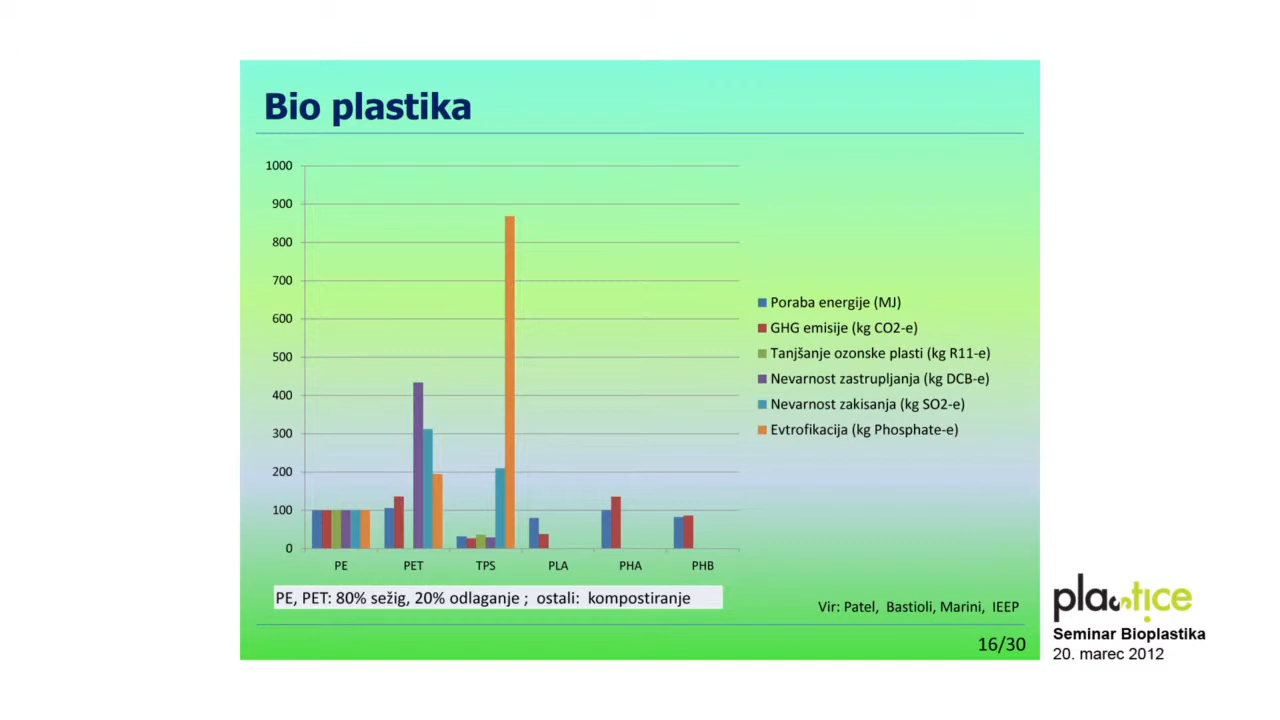 Bio plastika
1000
900
800
700
600
500
400
300
200
100
0
PE PET TPS PLA PHA PHB
Poraba energije (MJ)
GHG emisije (kg CO2-e)
Tanjšanje ozonske plasti (kg R11-e)
Nevarnost zastrupljanja (kg DCB-e)
Nevarnost zakisanja (kg SO2-e)
Evtrofikacija (kg Phosphate-e)
PE, PET: 80% sežig, 20% odlaganje ; ostali: kompostiranje
Vir: Patel, Bastioli, Marini, IEEP
16/30
plastice
Seminar Bioplastika
20. marec 2012